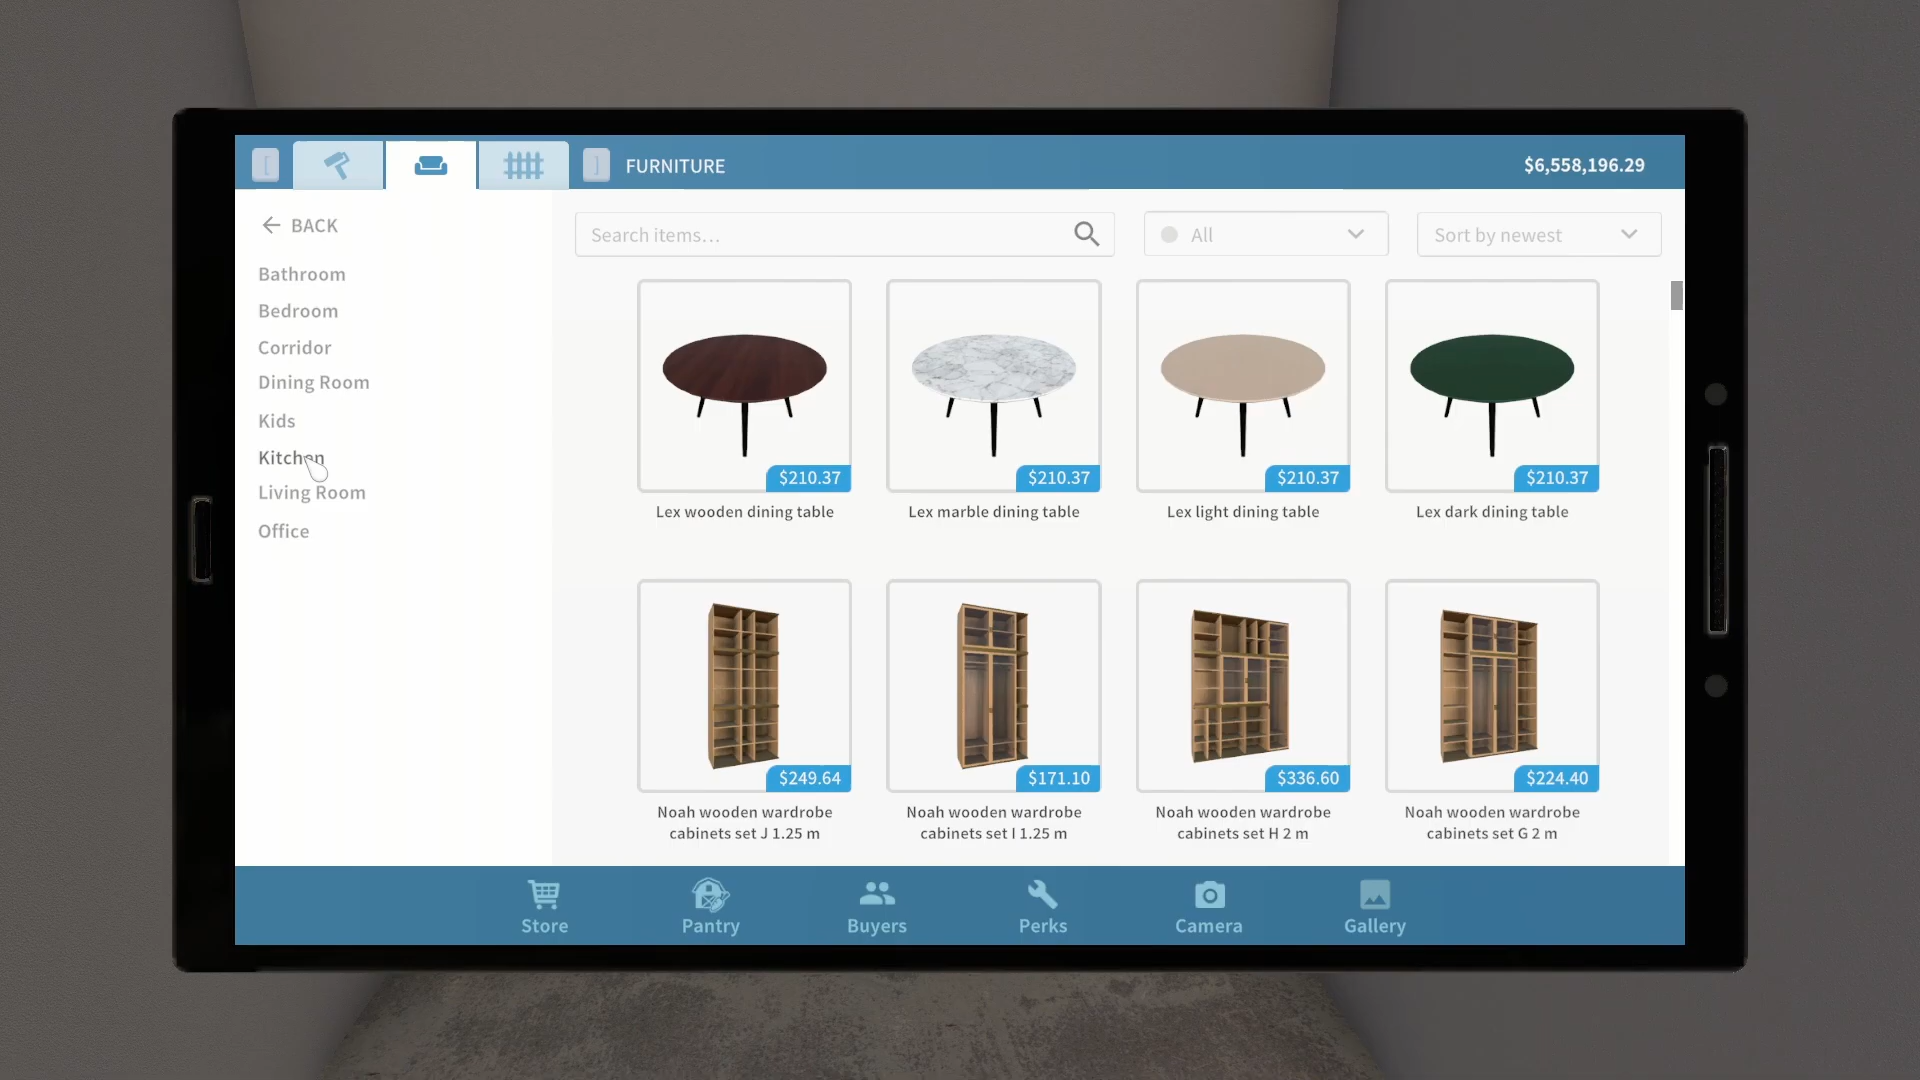 [
]
FURNITURE
$6,558,196.29
BACK
Bathroom
Bedroom
Corridor
Dining Room
Kids
Kitchen
Living Room
Office
Search items...
All
Sort by newest
$210.37
$210.37
$210.37
$210.37
Lex wooden dining table
Lex marble dining table
Lex light dining table
Lex dark dining table
$249.64
$171.10
$336.60
$224.40
Noah wooden wardrobe
cabinets set J 1.25 m
Noah wooden wardrobe
cabinets set I 1.25 m
Noah wooden wardrobe
cabinets set H 2 m
Noah wooden wardrobe
cabinets set G 2 m
Store
Pantry
Buyers
Perks
Camera
Gallery